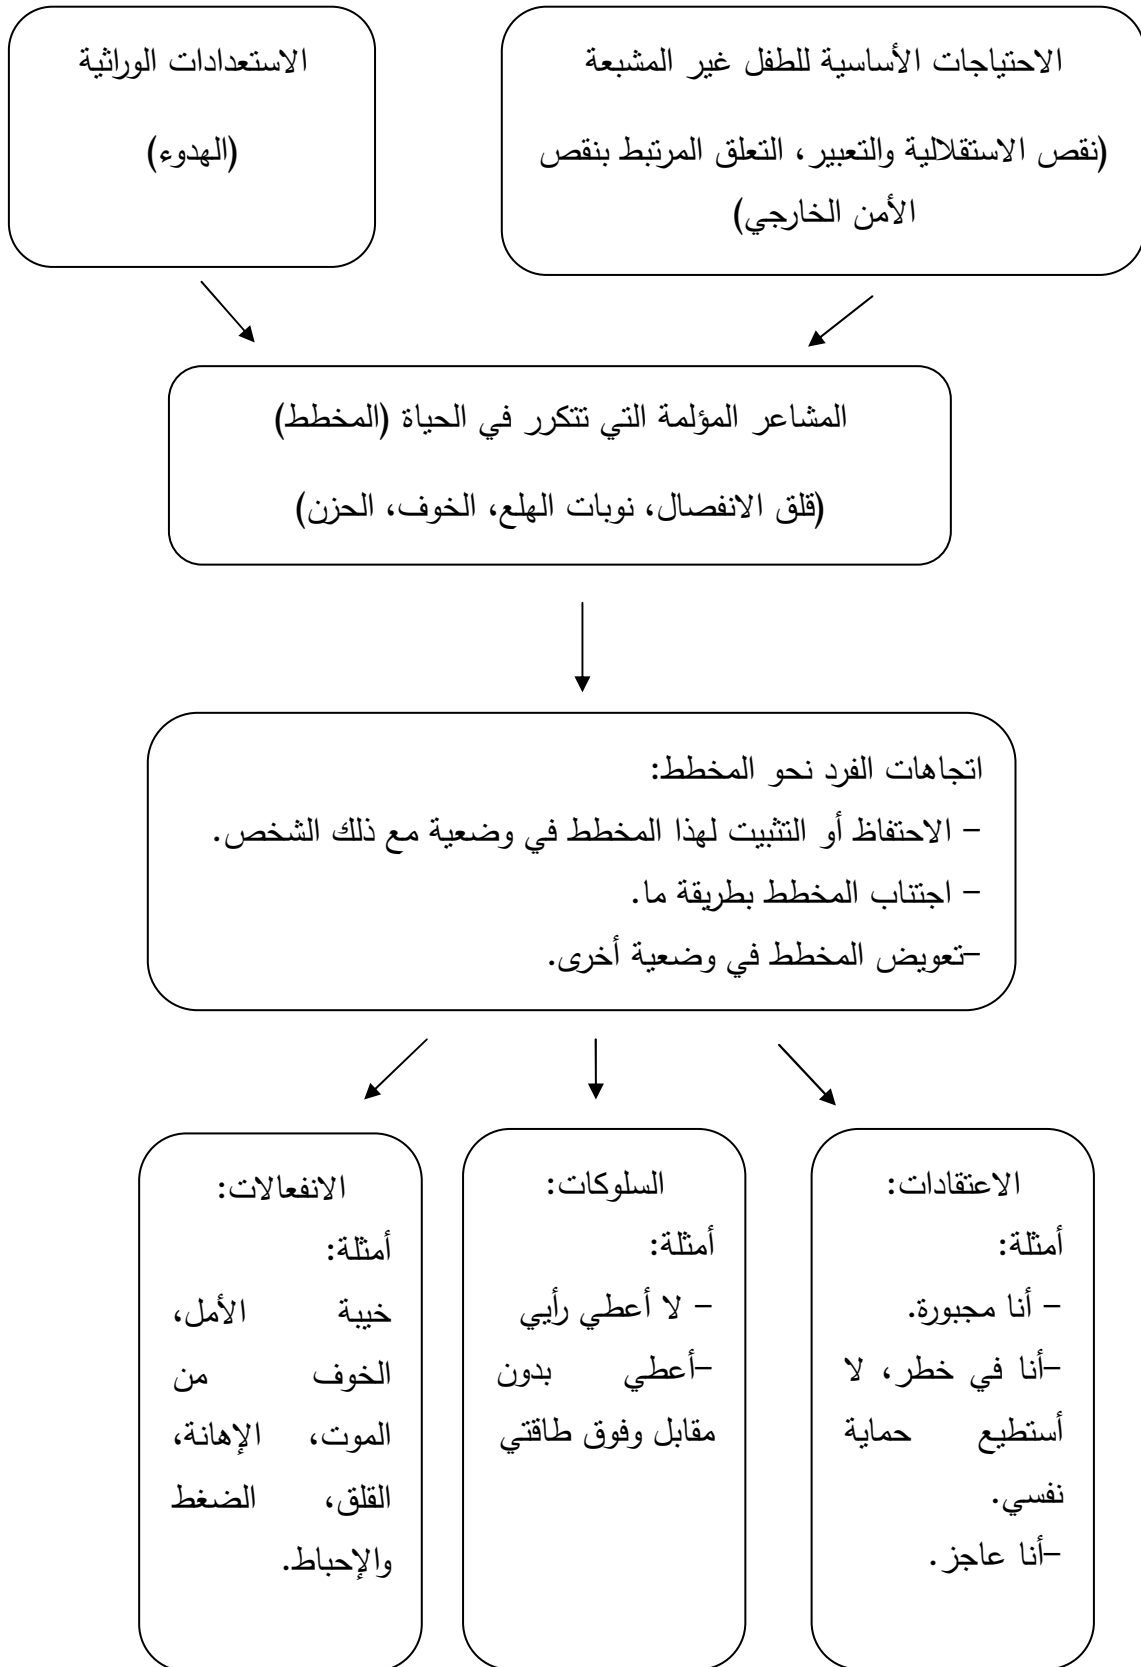 الاحتياجات الأساسية للطفل غير المشبعة
(نقص الاستقلالية والتعبير، التعلق المرتبط بنقص
الأمن الخارجي)
الاستعدادات الوراثية
(الهدوء)
المشاعر المؤلمة التي تتكرر في الحياة (المخطط)
(قلق الانفصال، نوبات الهلع، الخوف، الحزن)
اتجاهات الفرد نحو المخطط:
- الاحتفاظ أو التثبيت لهذا المخطط في وضعية مع ذلك الشخص.
- اجتناب المخطط بطريقة ما.
-تعويض المخطط في وضعية أخرى.
الاعتقادات:
أمثلة:
- أنا مجبورة.
-أنا في خطر، لا
أستطيع حماية
نفسي.
-أنا عاجز.
السلوكات:
أمثلة:
- لا أعطي رأيي
-أعطي بدون
مقابل وفوق طاقتي
الانفعالات:
أمثلة:
خيبة الأمل،
الخوف من
الموت، الإهانة،
القلق، الضغط
والإحباط.